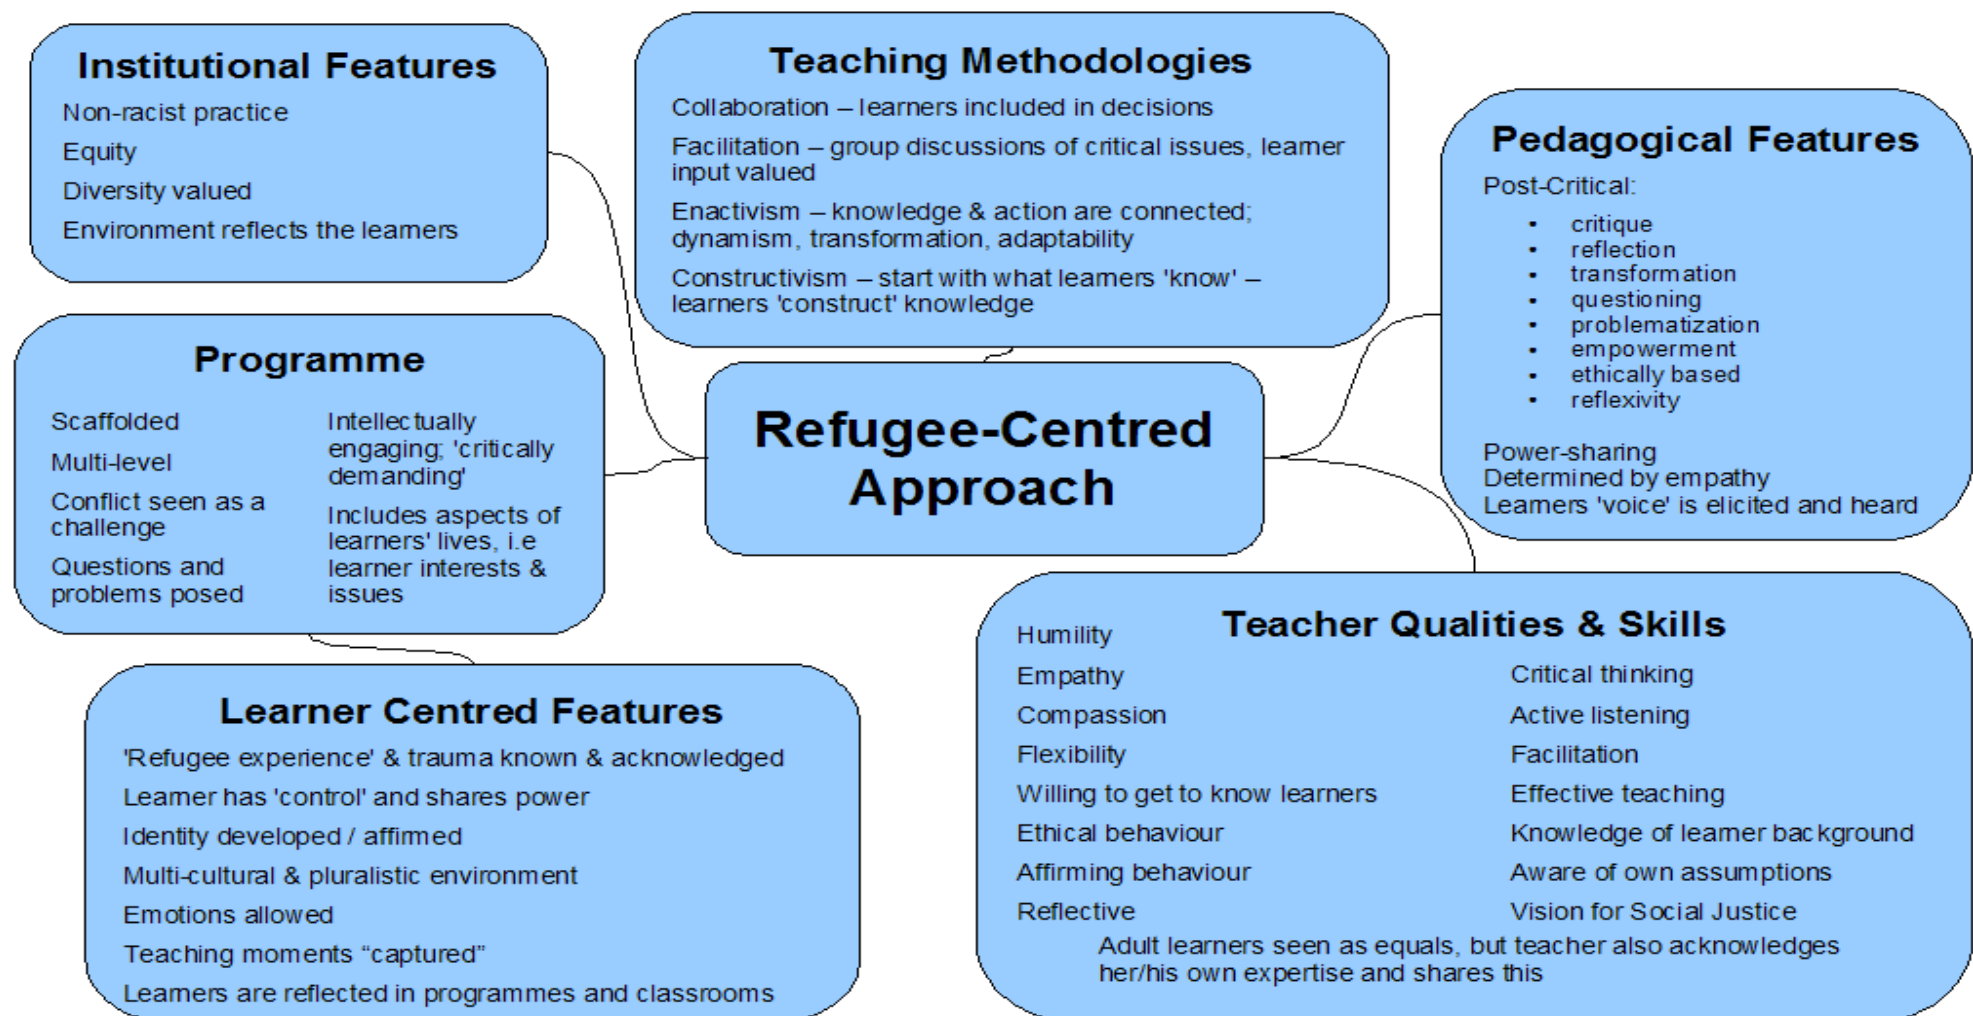 Institutional Features
Non-racist practice
Equity
Diversity valued
Environment reflects the learners
Teaching Methodologies
Collaboration – learners included in decisions
Facilitation – group discussions of critical issues, learner
input valued
Enactivism – knowledge & action are connected;
dynamism, transformation, adaptability
Constructivism – start with what learners 'know' –
learners 'construct' knowledge
Pedagogical Features
Post-Critical:
• critique
• reflection
• transformation
• questioning
• problematization
• empowerment
• ethically based
• reflexivity
Power-sharing
Determined by empathy
Learners 'voice' is elicited and heard
Programme
Scaffolded
Multi-level
Conflict seen as a
challenge
Questions and
problems posed
Intellectually
engaging; 'critically
demanding'
Includes aspects of
learners' lives, i.e
learner interests &
issues
Refugee-Centred
Approach
Learner Centred Features
'Refugee experience' & trauma known & acknowledged
Learner has 'control' and shares power
Identity developed / affirmed
Multi-cultural & pluralistic environment
Emotions allowed
Teaching moments “captured”
Learners are reflected in programmes and classrooms
Teacher Qualities & Skills
Humility
Empathy
Compassion
Flexibility
Willing to get to know learners
Ethical behaviour
Affirming behaviour
Reflective
Critical thinking
Active listening
Facilitation
Effective teaching
Knowledge of learner background
Aware of own assumptions
Vision for Social Justice
Adult learners seen as equals, but teacher also acknowledges
her/his own expertise and shares this